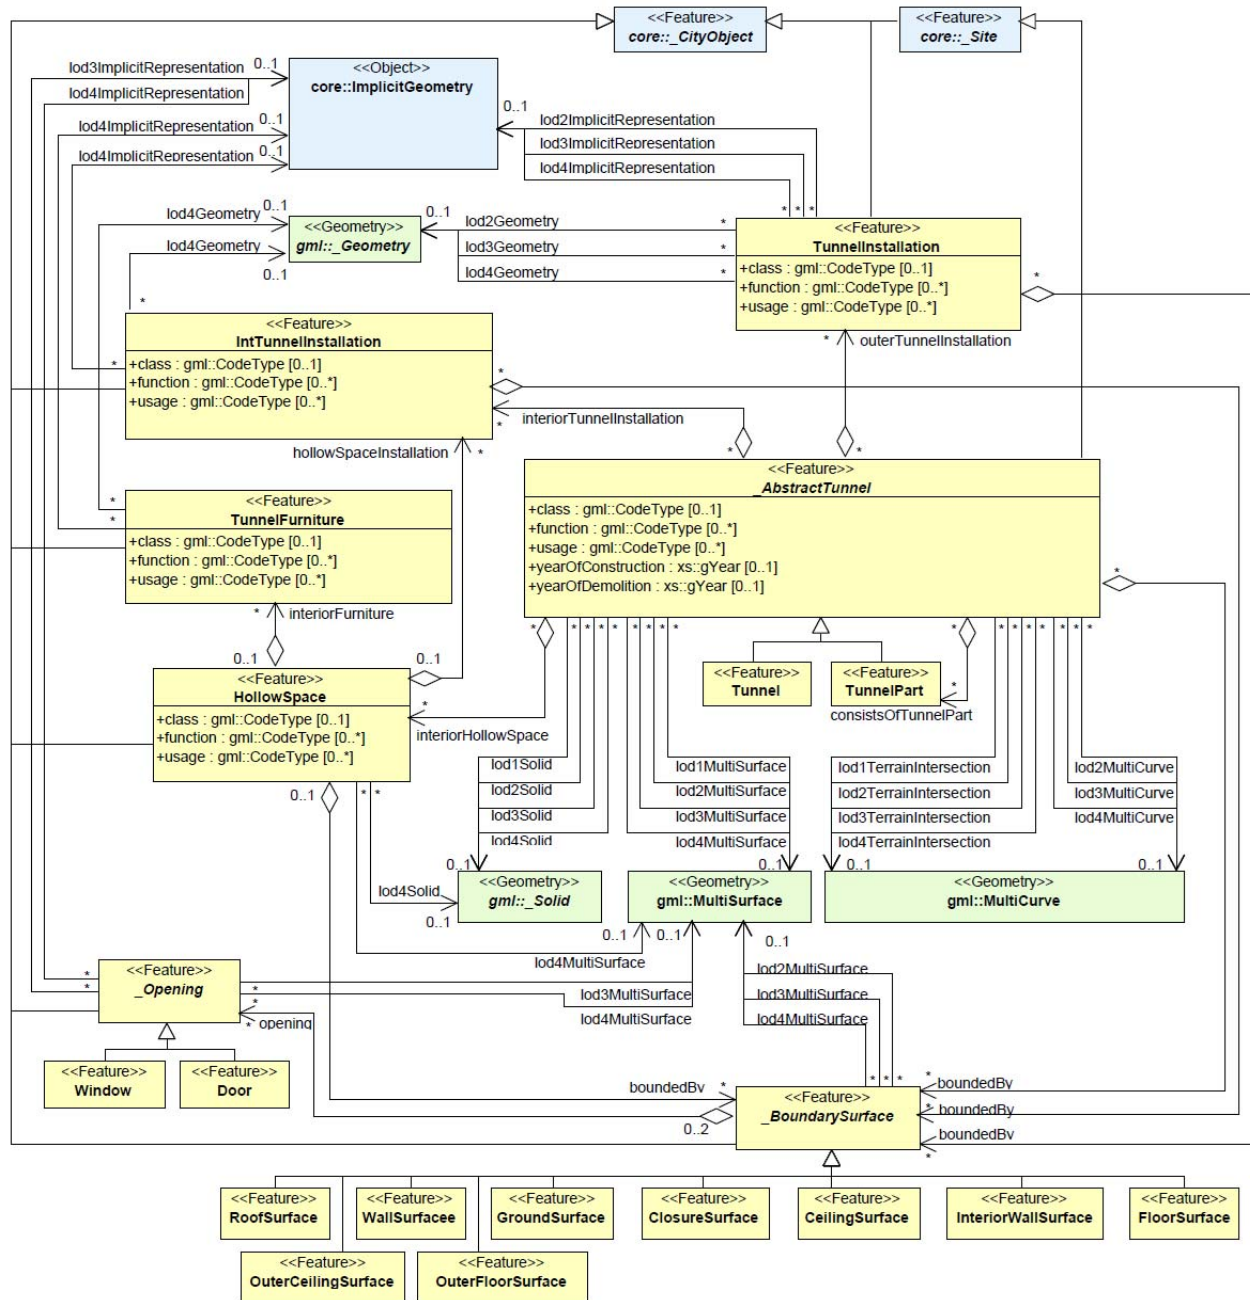 <<Feature>>
core::_CityObject
<<Feature>>
core::_Site
lod3ImplicitRepresentation
0..1
lod4ImplicitRepresentation
<<Object>>
core::ImplicitGeometry
0..1
lod4ImplicitRepresentation
0..1
lod4ImplicitRepresentation
0..1
lod2ImplicitRepresentation
lod3ImplicitRepresentation
lod4ImplicitRepresentation
* * *
lod4Geometry
0..1
lod4Geometry
0..1
<<Geometry>>
gml::_Geometry
0..1
lod2Geometry
*
lod3Geometry
*
lod4Geometry
*
<<Feature>>
TunnelInstallation
+class : gml::CodeType [0..1]
+function : gml::CodeType [0..*]
+usage : gml::CodeType [0..*]
*
* outerTunnelInstallation
*
<<Feature>>
IntTunnelInstallation
+class : gml::CodeType [0..1]
+function : gml::CodeType [0..*]
+usage : gml::CodeType [0..*]
*
*
* interiorTunnelInstallation
hollowSpaceInstallation *
* *
<<Feature>>
_AbstractTunnel
+class : gml::CodeType [0..1]
+function : gml::CodeType [0..*]
+usage : gml::CodeType [0..*]
+yearOfConstruction : xs::gYear [0..1]
+yearOfDemolition : xs::gYear [0..1]
*
*
*
<<Feature>>
TunnelFurniture
+class : gml::CodeType [0..1]
+function : gml::CodeType [0..*]
+usage : gml::CodeType [0..*]
* interiorFurniture
0..1
0..1
<<Feature>>
HollowSpace
+class : gml::CodeType [0..1]
+function : gml::CodeType [0..*]
+usage : gml::CodeType [0..*]
* * * * * * * * * * * * * * * * * *
<<Feature>>
Tunnel
<<Feature>>
TunnelPart
*
consistsOfTunnelPart
*
interiorHollowSpace
0..1 * *
lod1Solid
lod2Solid
lod3Solid
lod4Solid
0..1
lod1MultiSurface
lod2MultiSurface
lod3MultiSurface
lod4MultiSurface
0..1
lod1TerrainIntersection
lod2TerrainIntersection
lod3TerrainIntersection
lod4TerrainIntersection
0..1
lod2MultiCurve
lod3MultiCurve
lod4MultiCurve
0..1
lod4Solid
0..1
<<Geometry>>
gml::_Solid
<<Geometry>>
gml::MultiSurface
<<Geometry>>
gml::MultiCurve
0..1 0..1 0..1
lod4MultiSurface
*
*
<<Feature>>
_Opening
*
*
lod3MultiSurface
lod4MultiSurface
lod2MultiSurface
lod3MultiSurface
lod4MultiSurface
* opening
<<Feature>>
Window
<<Feature>>
Door
* * *
boundedBy *
0..2
<<Feature>>
_BoundarySurface
* boundedBy
* boundedBy
boundedBy
*
<<Feature>>
RoofSurface
<<Feature>>
WallSurfacee
<<Feature>>
GroundSurface
<<Feature>>
ClosureSurface
<<Feature>>
CeilingSurface
<<Feature>>
InteriorWallSurface
<<Feature>>
FloorSurface
<<Feature>>
OuterCeilingSurface
<<Feature>>
OuterFloorSurface